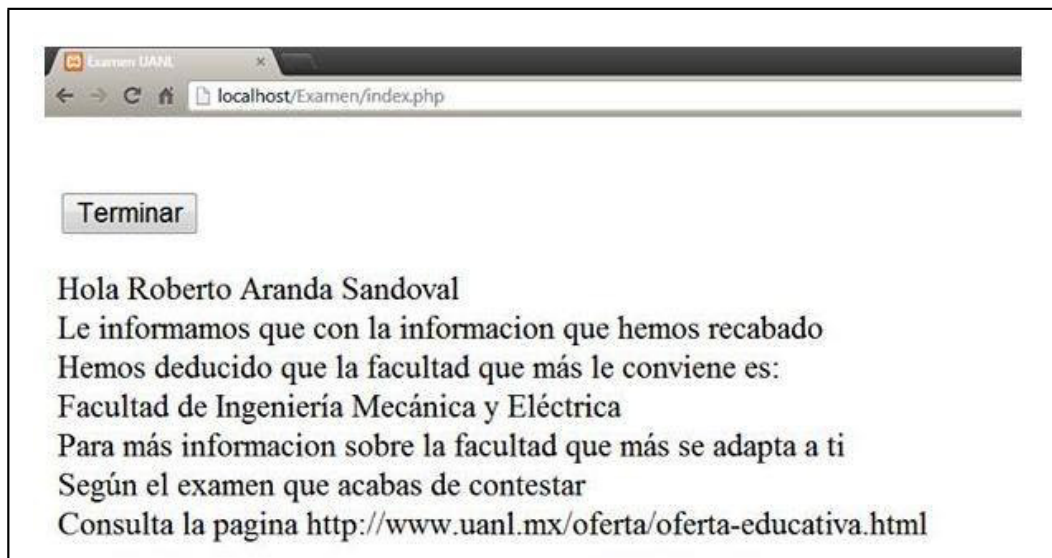 Examen UANL
localhost/Examen/index.php
Terminar
Hola Roberto Aranda Sandoval
Le informamos que con la informacion que hemos recabado
Hemos deducido que la facultad que más le conviene es:
Facultad de Ingeniería Mecánica y Eléctrica
Para más informacion sobre la facultad que más se adapta a ti
Según el examen que acabas de contestar
Consulta la pagina http://www.uanl.mx/oferta/oferta-educativa.html